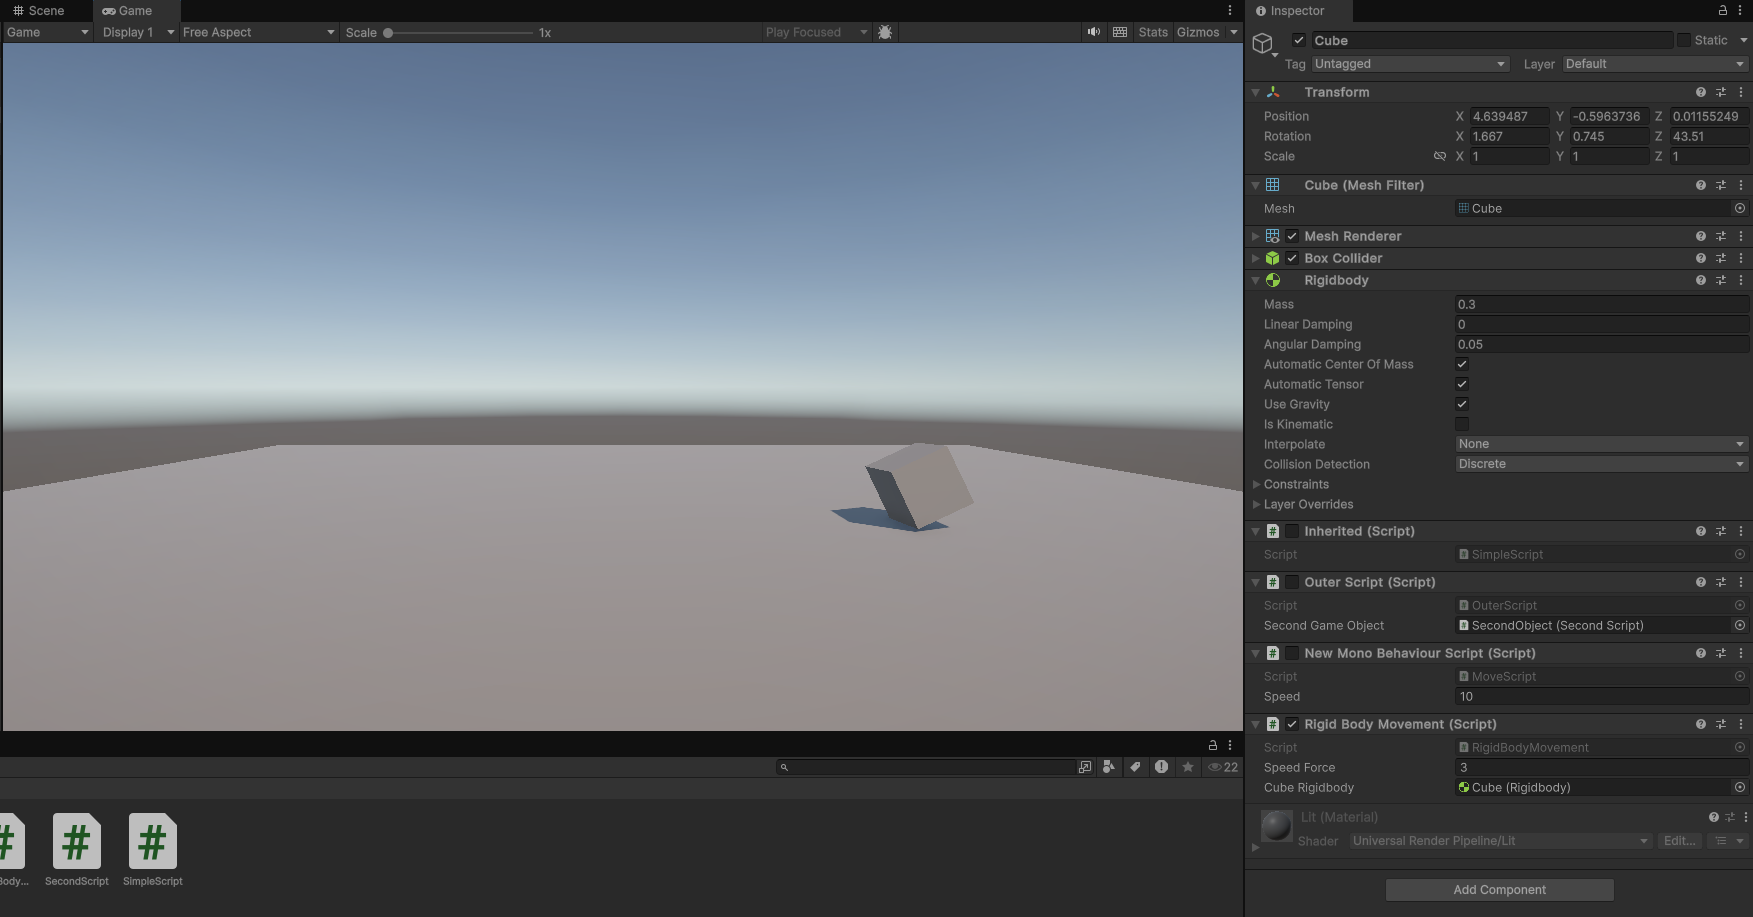 Scene
Game
Game
Display 1
Free Aspect
Scale
1x
Play Focused
Stats
Gizmos
Inspector
Cube
Static
Tag
Untagged
Layer
Default
Transform
Position
X
4.639487
Y
-0.5963736
Z
0.01155249
Rotation
X
1.667
Y
0.745
Z
43.51
Scale
X
1
Y
1
Z
1
Cube (Mesh Filter)
Mesh
Cube
Mesh Renderer
Box Collider
Rigidbody
Mass
0.3
Linear Damping
0
Angular Damping
0.05
Automatic Center Of Mass
Automatic Tensor
Use Gravity
Is Kinematic
Interpolate
None
Collision Detection
Discrete
Constraints
Layer Overrides
Inherited (Script)
Script
SimpleScript
Outer Script (Script)
Script
OuterScript
Second Game Object
SecondObject (Second Script)
New Mono Behaviour Script (Script)
Script
MoveScript
Speed
10
Rigid Body Movement (Script)
Script
RigidBodyMovement
Speed Force
3
Cube Rigidbody
Cube (Rigidbody)
Lit (Material)
Shader
Universal Render Pipeline/Lit
Edit...
Add Component
22
Body...
SecondScript
SimpleScript